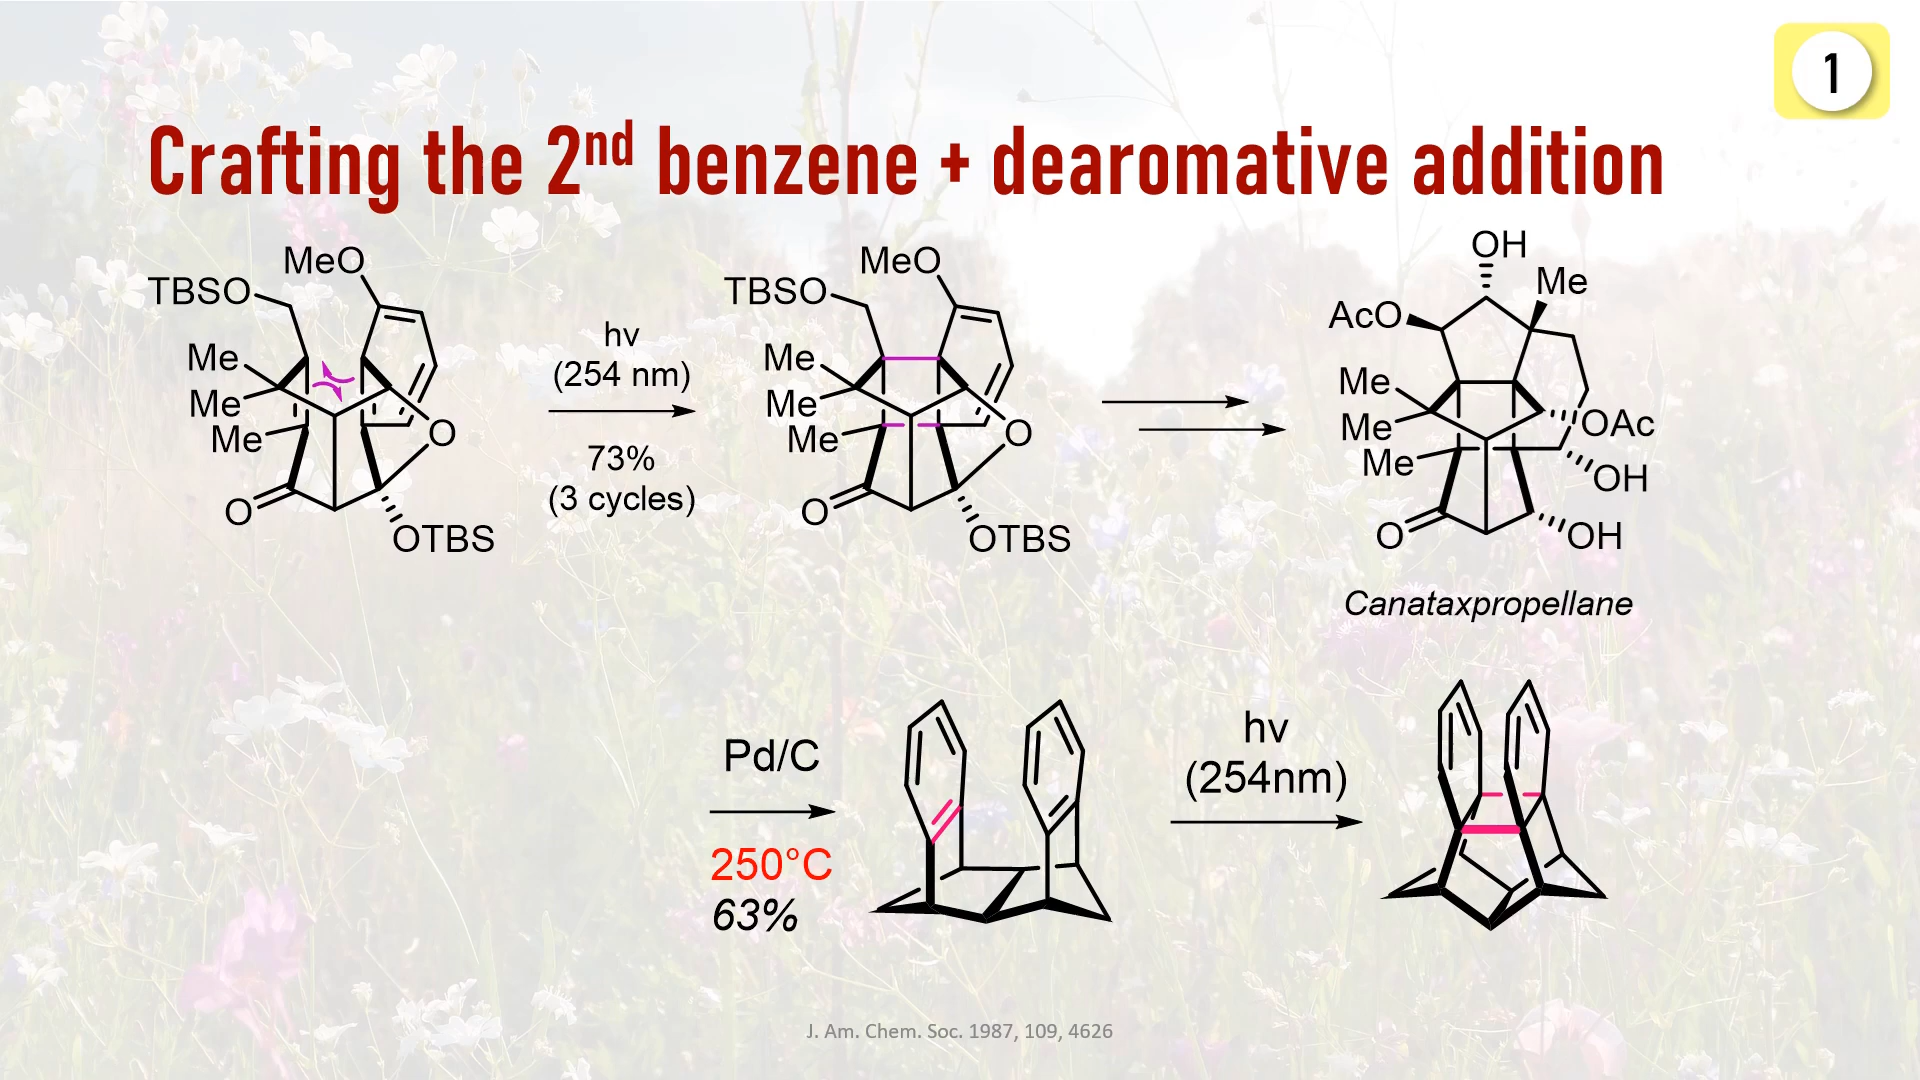 1
Crafting the 2nd benzene + dearomative addition
MeO
TBSO
Me
Me
Me
O
O
OTBS
hv
(254 nm)
73%
(3 cycles)
MeO
TBSO
Me
Me
Me
O
O
OTBS
OH
Me
AcO
Me
Me
OAc
Me
OH
O
OH
Canataxpropellane
Pd/C
250°C
63%
hv
(254nm)
J. Am. Chem. Soc. 1987, 109, 4626